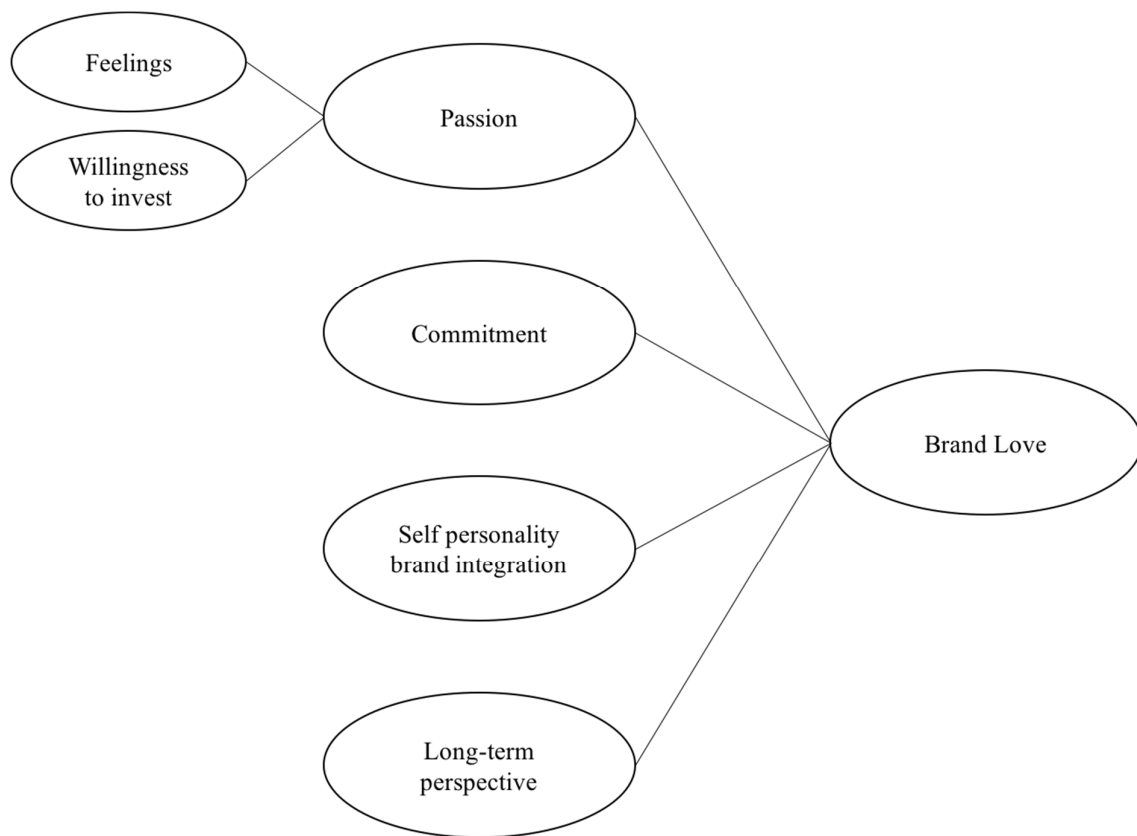 Feelings
Willingness
to invest
Passion
Commitment
Self personality
brand integration
Long-term
perspective
Brand Love